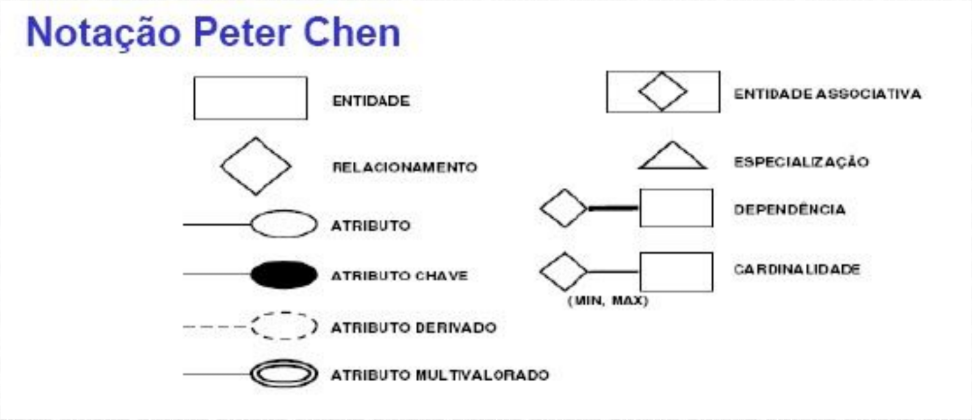 Notação Peter Chen
ENTIDADE
RELACIONAMENTO
ATRIBUTO
ATRIBUTO CHAVE
ATRIBUTO DERIVADO
ATRIBUTO MULTIVALORADO
ENTIDADE ASSOCIATIVA
ESPECIALIZAÇÃO
DEPENDÊNCIA
CARDINALIDADE
(MIN, MAX)